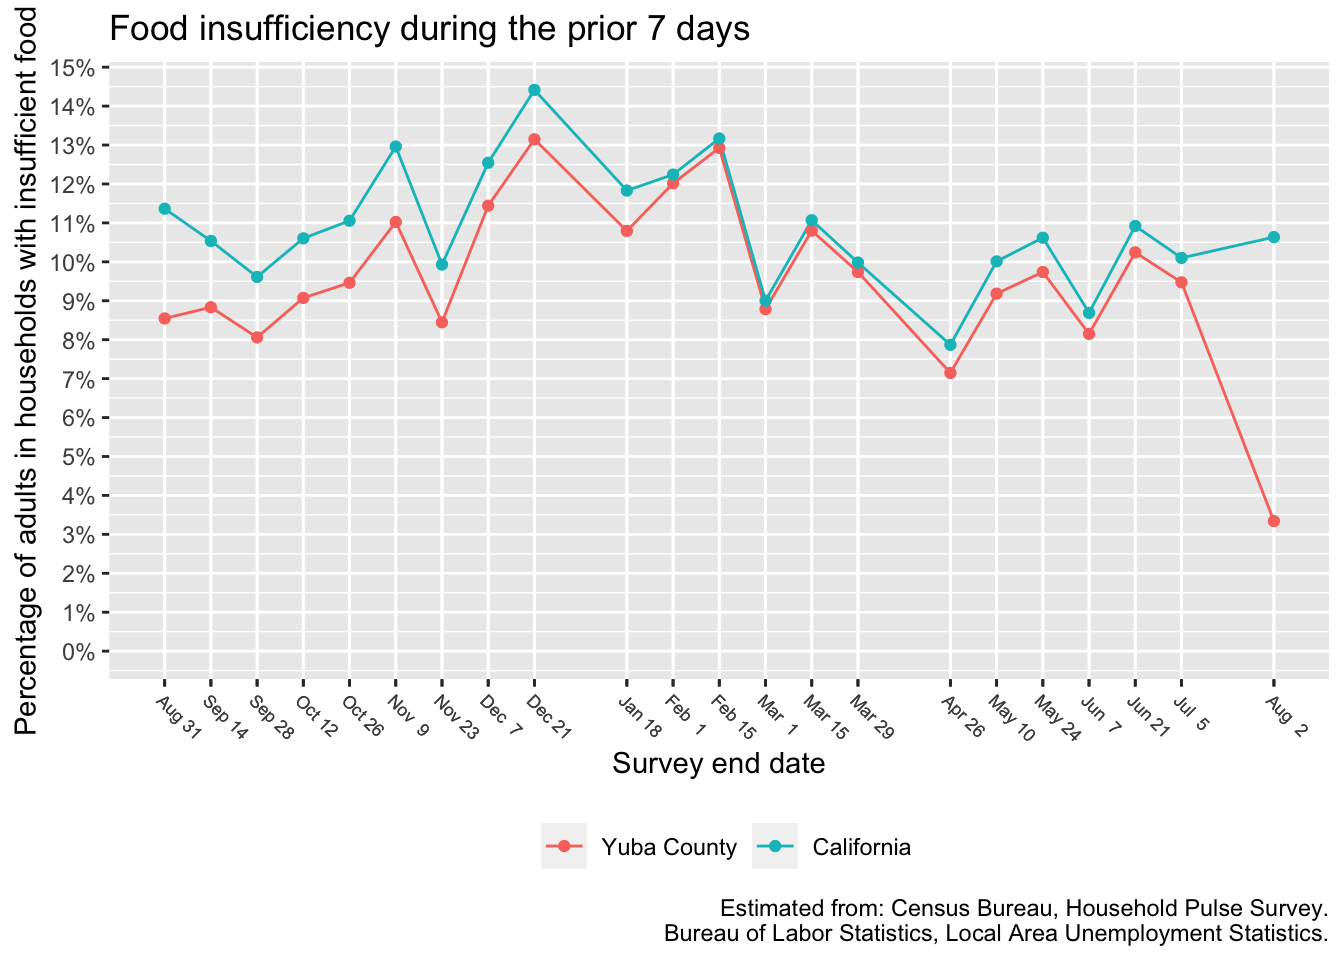 Food insufficiency during the prior 7 days
Percentage of adults in households with insufficient food
15%
14%
13%
12%
11%
10%
9%
8%
7%
6%
5%
4%
3%
2%
1%
0%
Aug 31
Sep 14
Sep 28
Oct 12
Oct 26
Nov 9
Nov 23
Dec 7
Dec 21
Jan 18
Feb 1
Feb 15
Mar 1
Mar 15
Mar 29
Apr 26
May 10
May 24
Jun 7
Jun 21
Jul 5
Aug 2
Survey end date
Yuba County
California
Estimated from: Census Bureau, Household Pulse Survey.
Bureau of Labor Statistics, Local Area Unemployment Statistics.